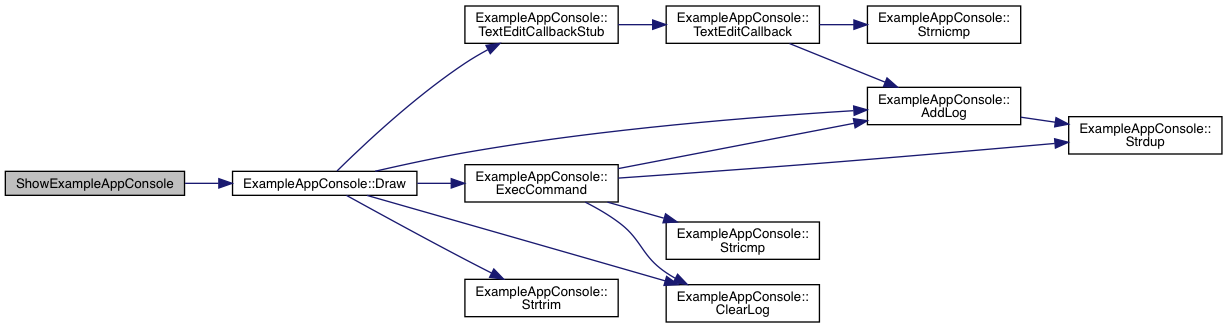 ShowExampleAppConsole
ExampleAppConsole::Draw
ExampleAppConsole::
TextEditCallbackStub
ExampleAppConsole::
TextEditCallback
ExampleAppConsole::
Strnicmp
ExampleAppConsole::
AddLog
ExampleAppConsole::
Strdup
ExampleAppConsole::
ExecCommand
ExampleAppConsole::
Stricmp
ExampleAppConsole::
ClearLog
ExampleAppConsole::
Strtrim